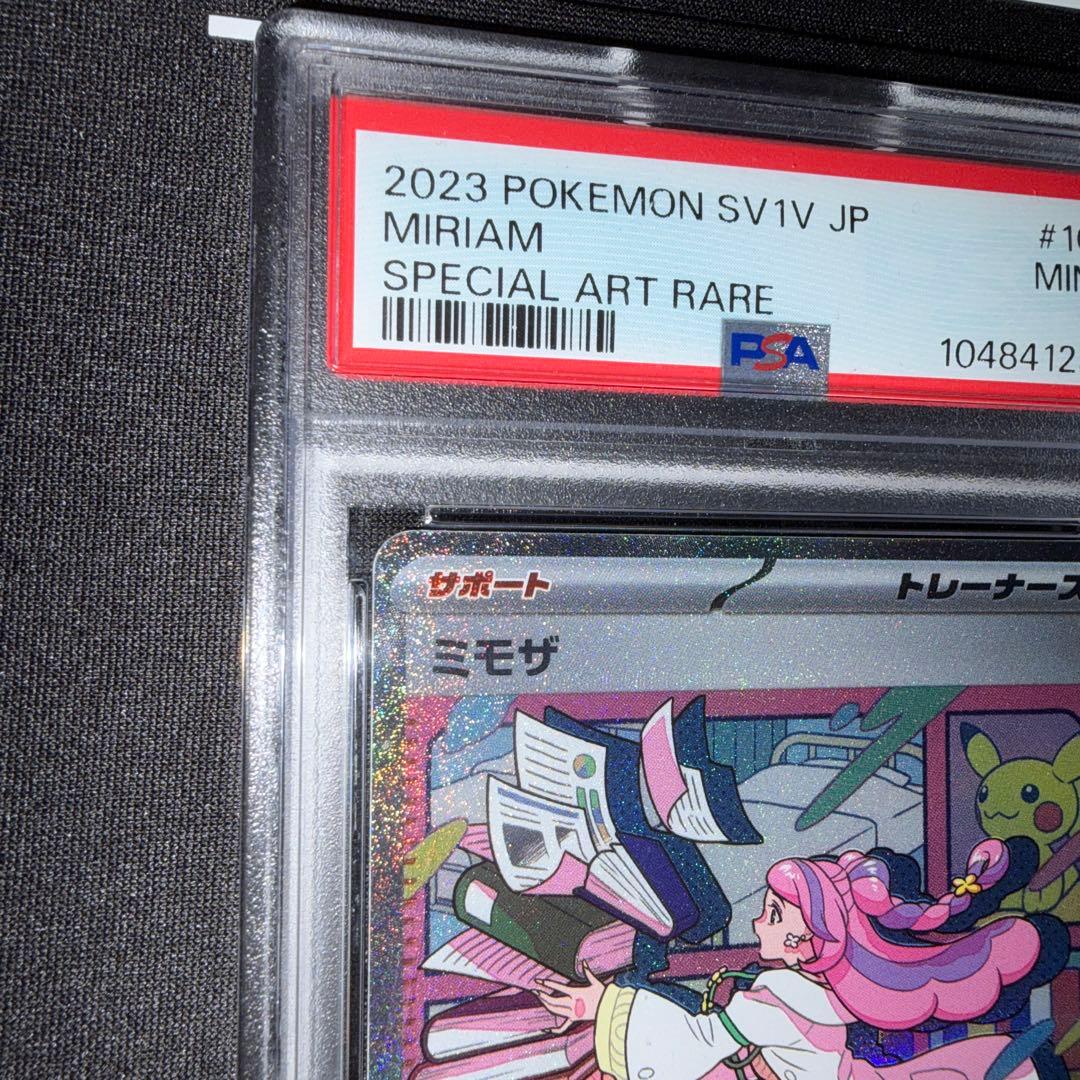 2023 POKEMON SV1V JP
MIRIAM
SPECIAL ART RARE
PSA
サポート
トレーナーズ
ミモザ